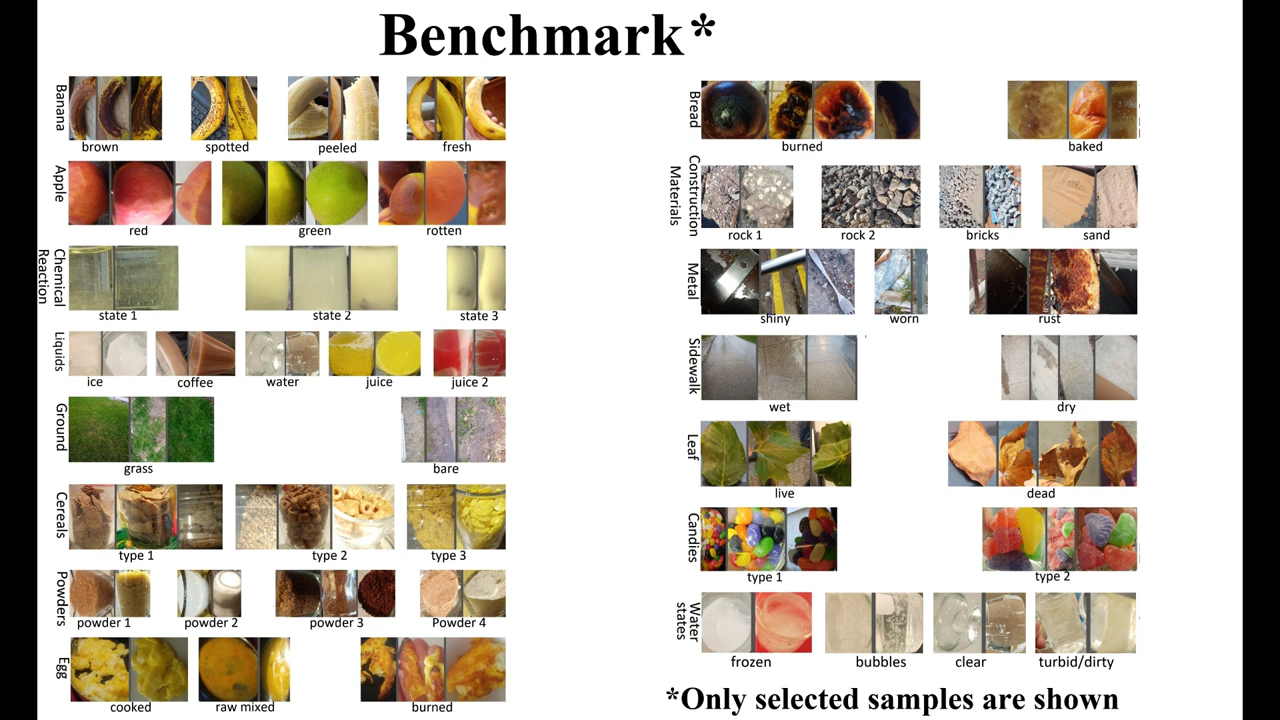 Benchmark*
Banana
brown spotted peeled fresh
Apple
red green rotten
Chemical
Reaction
state 1 state 2 state 3
Liquids
ice coffee water juice juice 2
Ground
grass bare
Cereals
type 1 type 2 type 3
Powders
powder 1 powder 2 powder 3 Powder 4
Egg
cooked raw mixed burned
Bread
burned baked
Construction
Materials
rock 1 rock 2 bricks sand
Metal
shiny worn rust
Sidewalk
wet dry
Leaf
live dead
Candies
type 1 type 2
Water
states
frozen bubbles clear turbid/dirty
*Only selected samples are shown